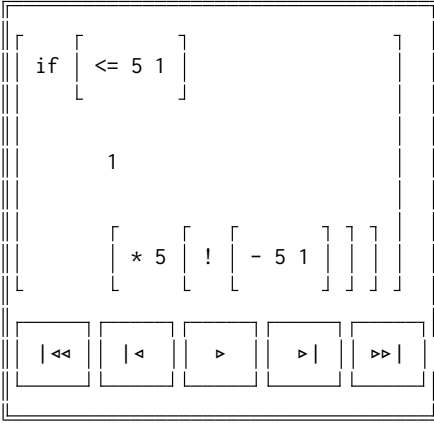 if [ <= 5 1 ]
1
[ * 5 [ ! [ - 5 1 ] ] ]
|◃◃ |◃ ▹ ▹| ▹▹|